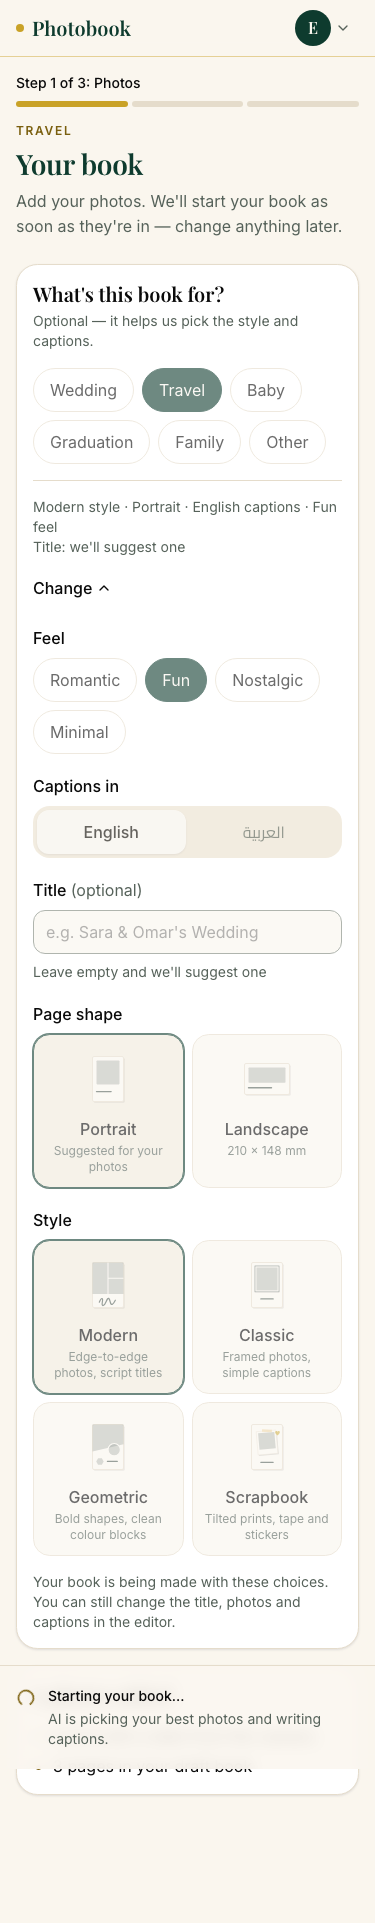 Photobook
E
Step 1 of 3: Photos
TRAVEL
Your book
Add your photos. We'll start your book as
soon as they're in — change anything later.
What's this book for?
Optional — it helps us pick the style and
captions.
Wedding Travel Baby
Graduation Family Other
Modern style · Portrait · English captions · Fun
feel
Title: we'll suggest one
Change
Feel
Romantic Fun Nostalgic
Minimal
Captions in
English العربية
Title (optional)
e.g. Sara & Omar's Wedding
Leave empty and we'll suggest one
Page shape
Portrait
Suggested for your
photos
Landscape
210 × 148 mm
Style
Modern
Edge-to-edge
photos, script titles
Classic
Framed photos,
simple captions
Geometric
Bold shapes, clean
colour blocks
Scrapbook
Tilted prints, tape and
stickers
Your book is being made with these choices.
You can still change the title, photos and
captions in the editor.
Starting your book…
AI is picking your best photos and writing
captions.
pages in your draft book